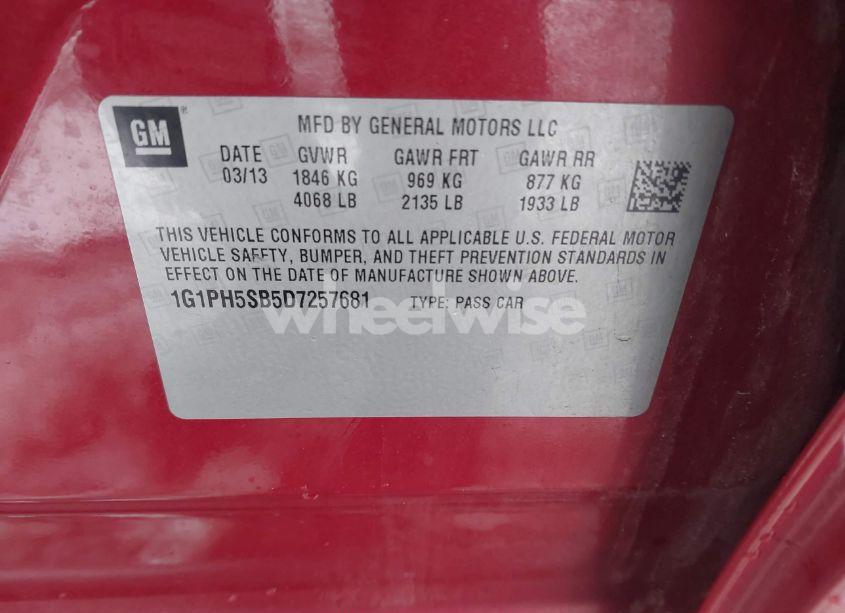 GM
MFD BY GENERAL MOTORS LLC
DATE GVWR GAWR FRT GAWR RR
03/13 1846 KG 969 KG 877 KG
4068 LB 2135 LB 1933 LB
THIS VEHICLE CONFORMS TO ALL APPLICABLE U.S. FEDERAL MOTOR
VEHICLE SAFETY, BUMPER, AND THEFT PREVENTION STANDARDS IN
EFFECT ON THE DATE OF MANUFACTURE SHOWN ABOVE.
1G1PH5SB5D7257681 TYPE: PASS CAR
wheelwise